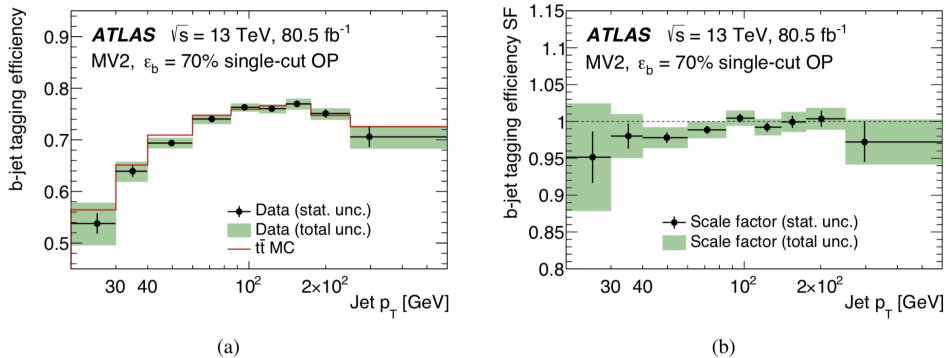 b-jet tagging efficiency
0.9
0.8
0.7
0.6
0.5
ATLAS √s = 13 TeV, 80.5 fb⁻¹
MV2, ε_b = 70% single-cut OP
Data (stat. unc.)
Data (total unc.)
tt̄ MC
30 40 10² 2×10²
Jet p_T [GeV]
(a)
b-jet tagging efficiency SF
1.15
1.1
1.05
1
0.95
0.9
0.85
0.8
ATLAS √s = 13 TeV, 80.5 fb⁻¹
MV2, ε_b = 70% single-cut OP
Scale factor (stat. unc.)
Scale factor (total unc.)
30 40 10² 2×10²
Jet p_T [GeV]
(b)